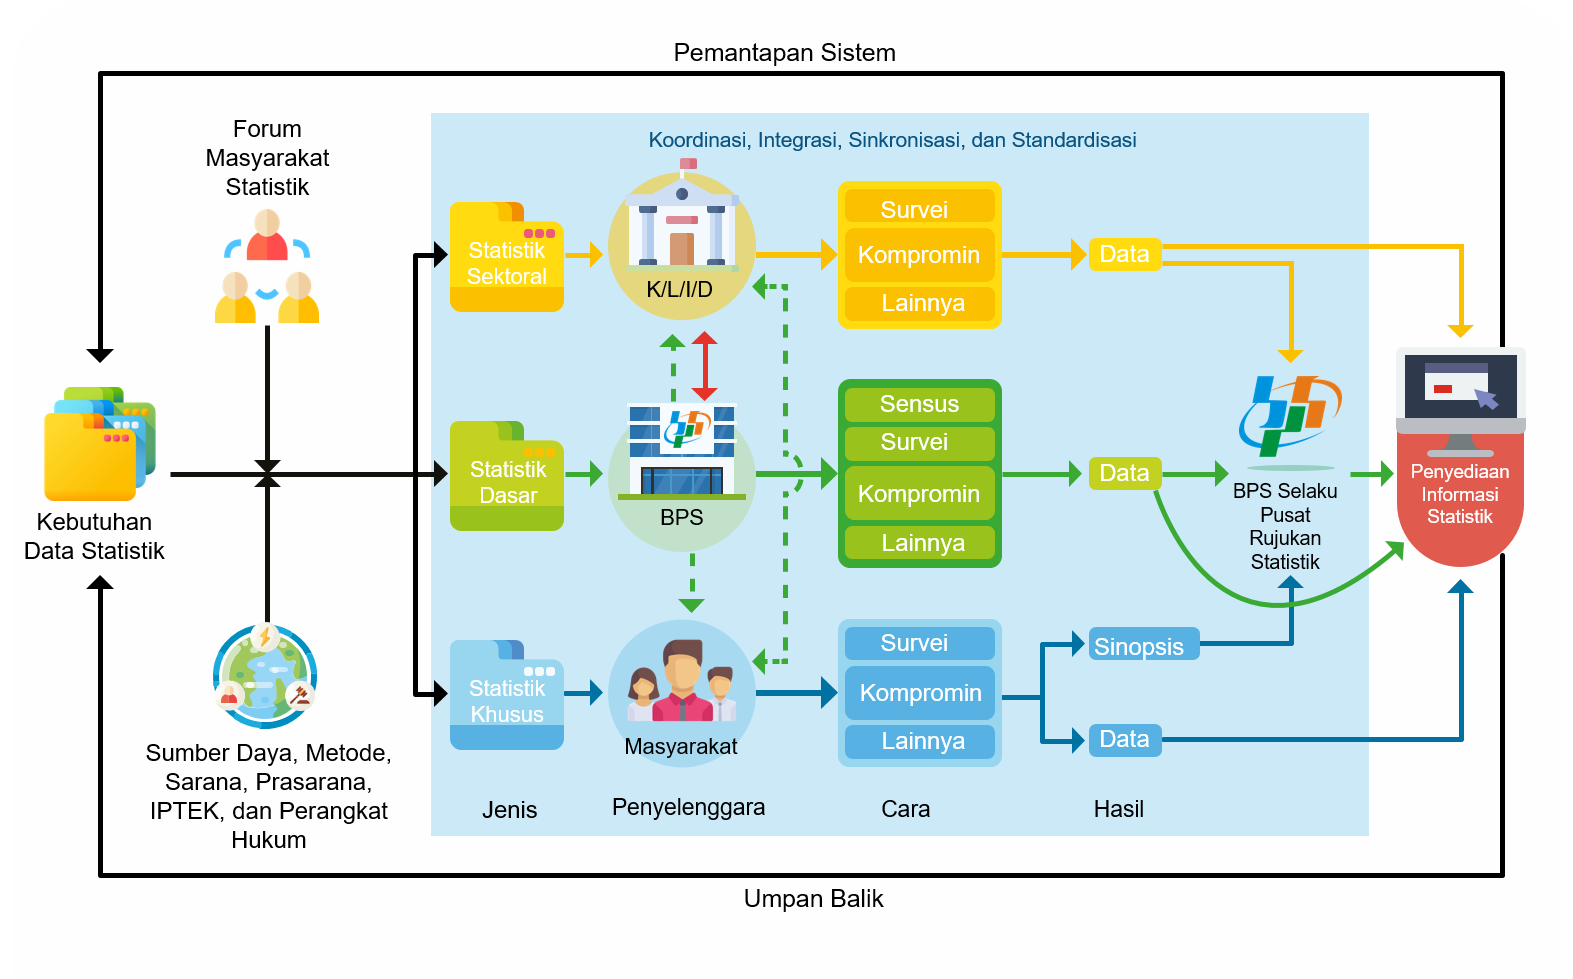 Pemantapan Sistem
Forum
Masyarakat
Statistik
Kebutuhan
Data Statistik
Sumber Daya, Metode,
Sarana, Prasarana,
IPTEK, dan Perangkat
Hukum
Koordinasi, Integrasi, Sinkronisasi, dan Standardisasi
Statistik
Sektoral
K/L/I/D
Survei
Kompromin
Lainnya
Data
Statistik
Dasar
BPS
Sensus
Survei
Kompromin
Lainnya
Data
BPS Selaku
Pusat
Rujukan
Statistik
Penyediaan
Informasi
Statistik
Statistik
Khusus
Masyarakat
Survei
Kompromin
Lainnya
Sinopsis
Data
Jenis
Penyelenggara
Cara
Hasil
Umpan Balik